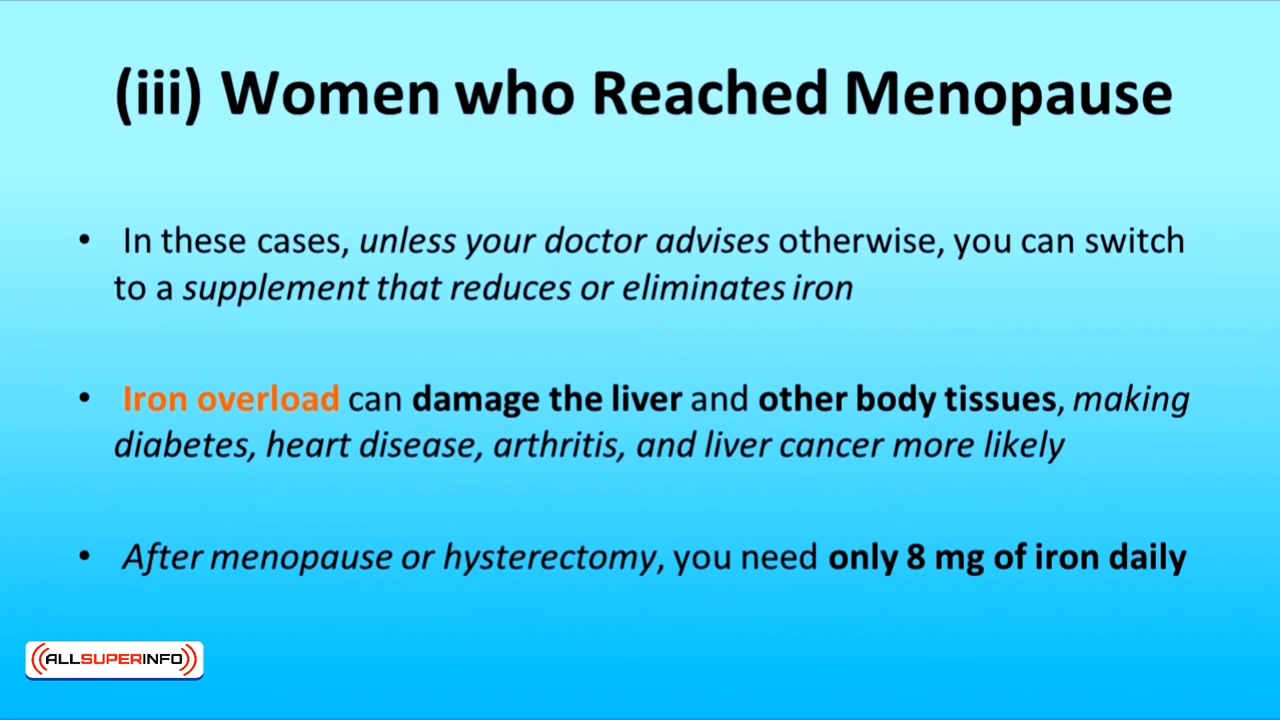 (iii) Women who Reached Menopause
• In these cases, unless your doctor advises otherwise, you can switch
to a supplement that reduces or eliminates iron
• Iron overload can damage the liver and other body tissues, making
diabetes, heart disease, arthritis, and liver cancer more likely
• After menopause or hysterectomy, you need only 8 mg of iron daily
ALLSUPERINFO